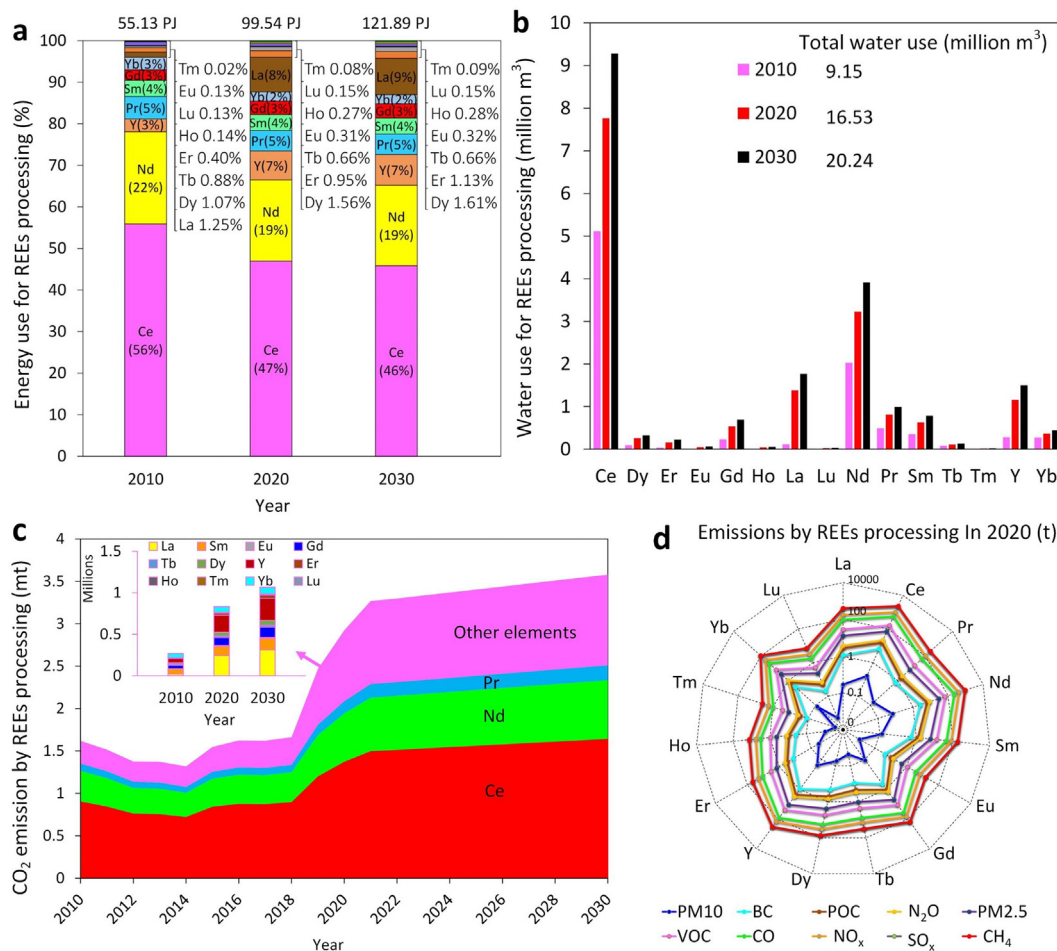 a
55.13 PJ
99.54 PJ
121.89 PJ
Energy use for REEs processing (%)
100
90
80
70
60
50
40
30
20
10
0
Yb(3%)
Gd(3%)
Sm(4%)
Pr(5%)
Y(3%)
Nd
(22%)
Ce
(56%)
Tm 0.02%
Eu 0.13%
Lu 0.13%
Ho 0.14%
Er 0.40%
Tb 0.88%
Dy 1.07%
La 1.25%
La(8%)
Yb(2%)
Gd(3%)
Sm(4%)
Pr(5%)
Y(7%)
Nd
(19%)
Ce
(47%)
Tm 0.08%
Lu 0.15%
Ho 0.27%
Eu 0.31%
Tb 0.66%
Er 0.95%
Dy 1.56%
La(9%)
Yb(2%)
Gd(3%)
Sm(4%)
Pr(5%)
Y(7%)
Nd
(19%)
Ce
(46%)
Tm 0.09%
Lu 0.15%
Ho 0.28%
Eu 0.32%
Tb 0.66%
Er 1.13%
Dy 1.61%
2010 2020 2030
Year
b
Water use for REEs processing (million m³)
10
9
8
7
6
5
4
3
2
1
0
Total water use (million m³)
2010 9.15
2020 16.53
2030 20.24
Ce Dy Er Eu Gd Ho La Lu Nd Pr Sm Tb Tm Y Yb
c
CO₂ emission by REEs processing (mt)
4
3.5
3
2.5
2
1.5
1
0.5
0
Millions
1.5
1
0.5
0
La Sm Eu Gd
Tb Dy Y Er
Ho Tm Yb Lu
2010 2020 2030
Year
Other elements
Pr
Nd
Ce
2010 2012 2014 2016 2018 2020 2022 2024 2026 2028 2030
Year
d
Emissions by REEs processing In 2020 (t)
La
Ce
Pr
Nd
Sm
Eu
Gd
Tb
Dy
Y
Er
Ho
Tm
Yb
Lu
10000
100
1
0.1
0
PM10 BC POC N₂O PM2.5
VOC CO NOₓ SOₓ CH₄